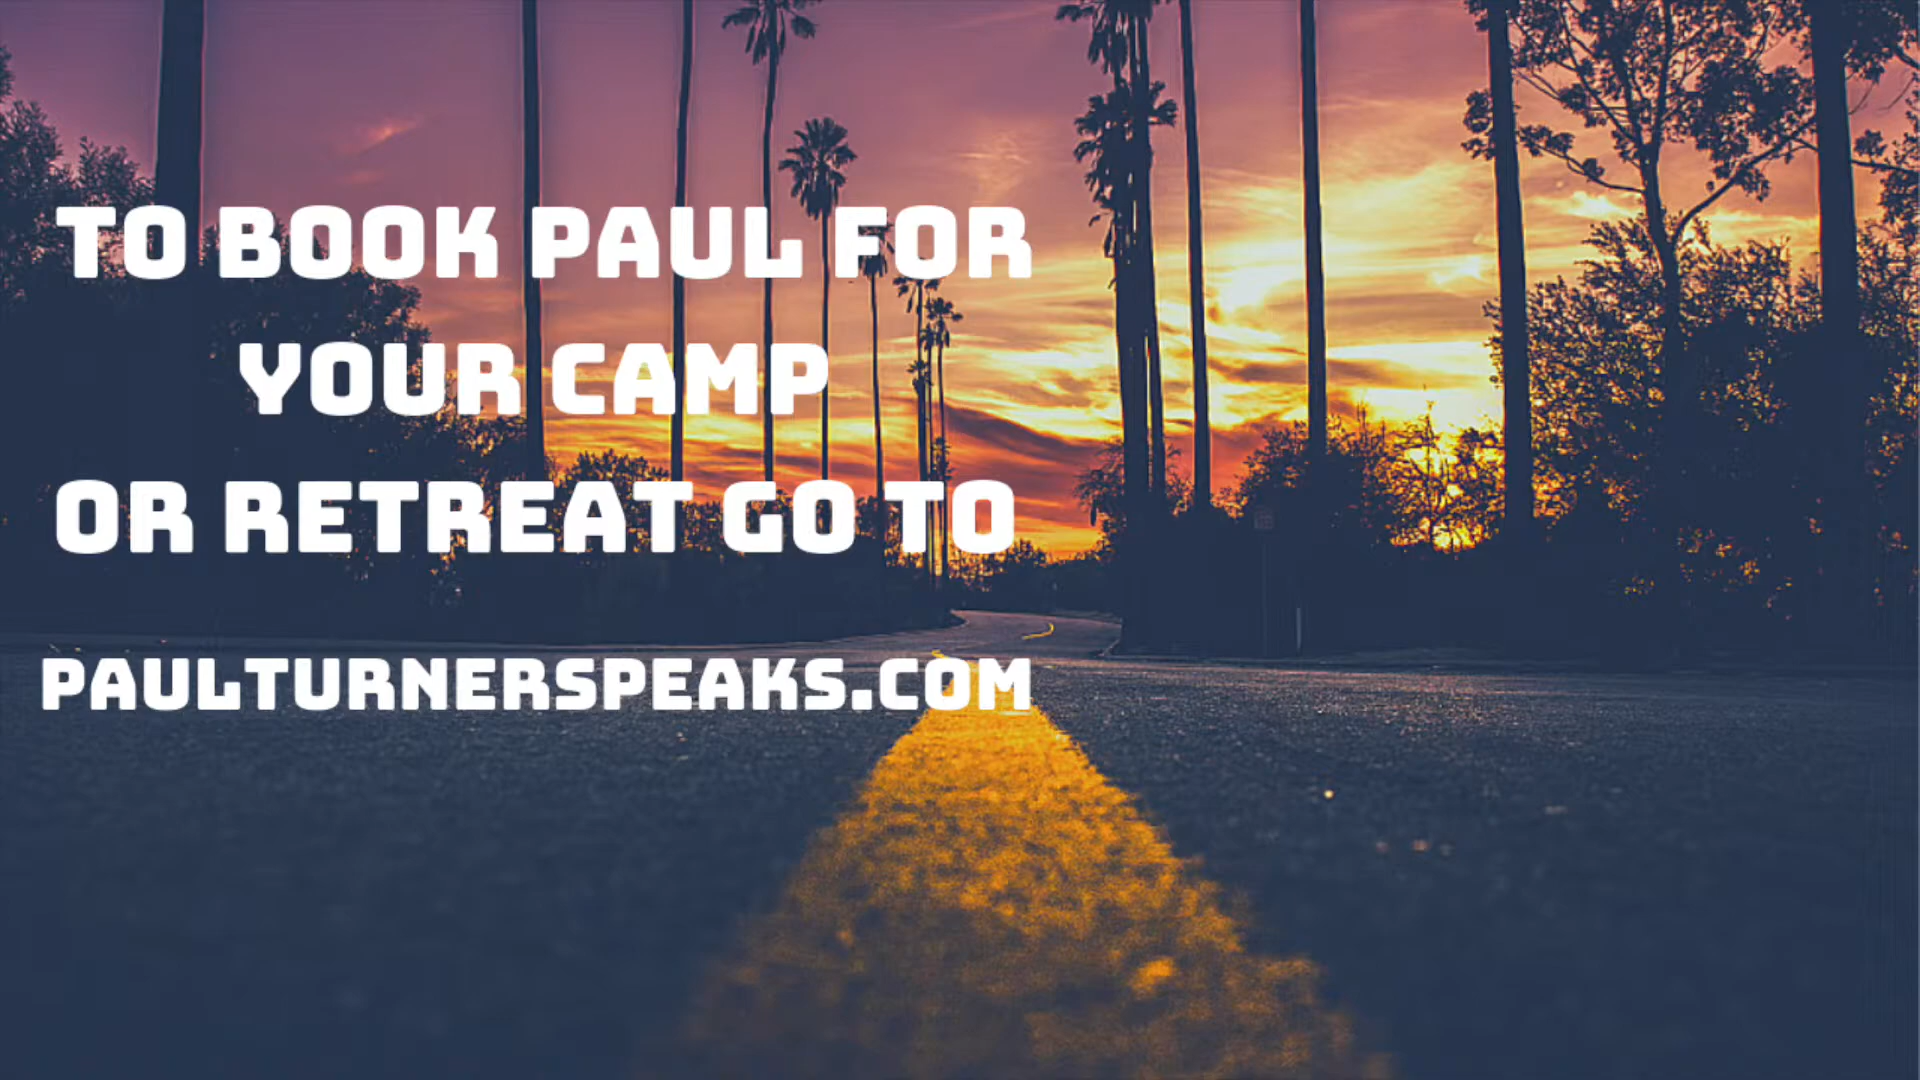 TO BOOK PAUL FOR
YOUR CAMP
OR RETREAT GO TO
PAULTURNERSPEAKS.COM